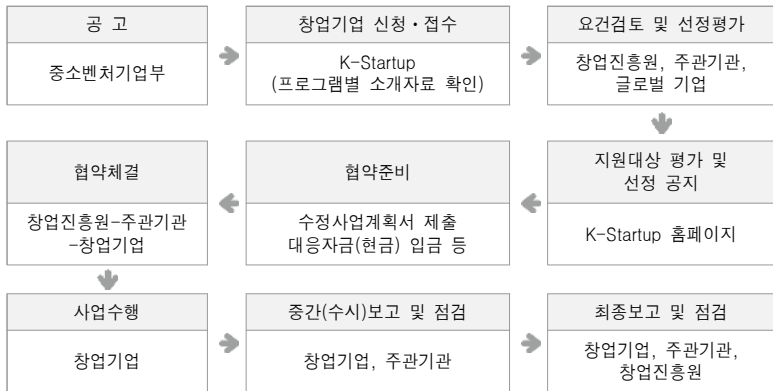 공 고
중소벤처기업부
창업기업 신청・접수
K-Startup
(프로그램별 소개자료 확인)
요건검토 및 선정평가
창업진흥원, 주관기관,
글로벌 기업
지원대상 평가 및
선정 공지
K-Startup 홈페이지
협약준비
수정사업계획서 제출
대응자금(현금) 입금 등
협약체결
창업진흥원-주관기관
-창업기업
사업수행
창업기업
중간(수시)보고 및 점검
창업기업, 주관기관
최종보고 및 점검
창업기업, 주관기관,
창업진흥원